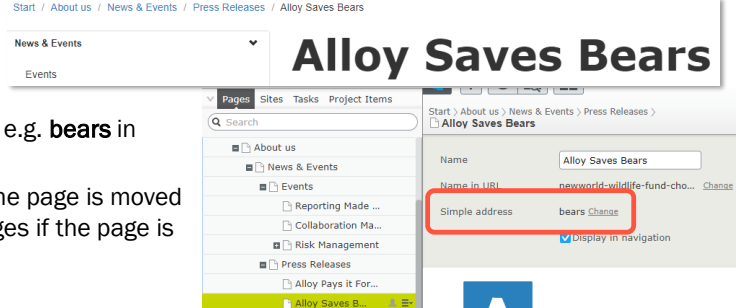 Start / About us / News & Events / Press Releases / Alloy Saves Bears
News & Events
Events
Alloy Saves Bears
e.g. bears in
page is moved
ges if the page is
Pages Sites Tasks Project Items
Search
About us
News & Events
Events
Reporting Made ...
Collaboration Ma...
Risk Management
Press Releases
Alloy Pays it For...
Alloy Saves B...
Start > About us > News & Events > Press Releases >
Alloy Saves Bears
Name Alloy Saves Bears
Name in URL newworld-wildlife-fund-cho... Change
Simple address bears Change
Display in navigation
A